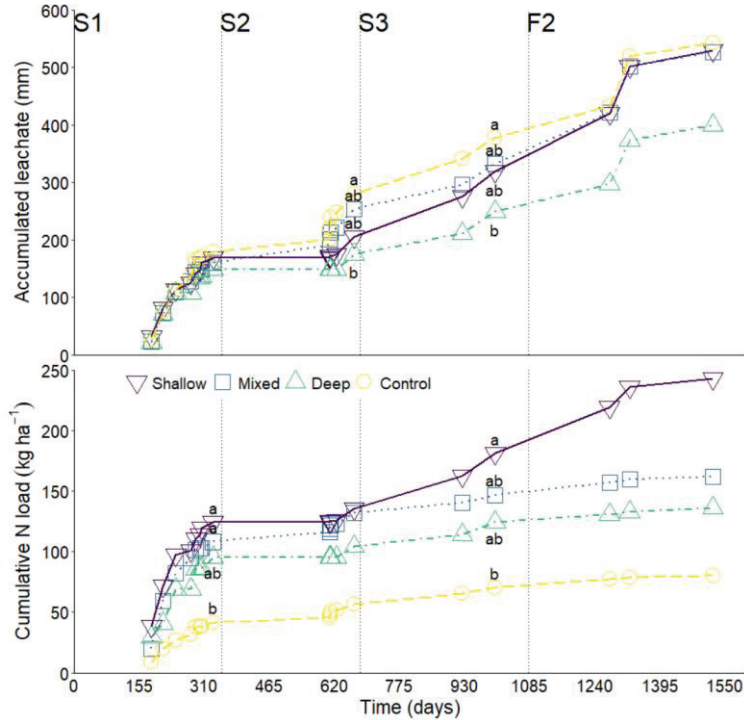 S1 S2 S3 F2
600
500
400
300
200
100
0
Accumulated leachate (mm)
a
ab
ab
b
a
ab
ab
b
250
200
150
100
50
0
Cumulative N load (kg ha⁻¹)
Shallow Mixed Deep Control
a
a
ab
b
a
ab
ab
b
0 155 310 465 620 775 930 1085 1240 1395 1550
Time (days)